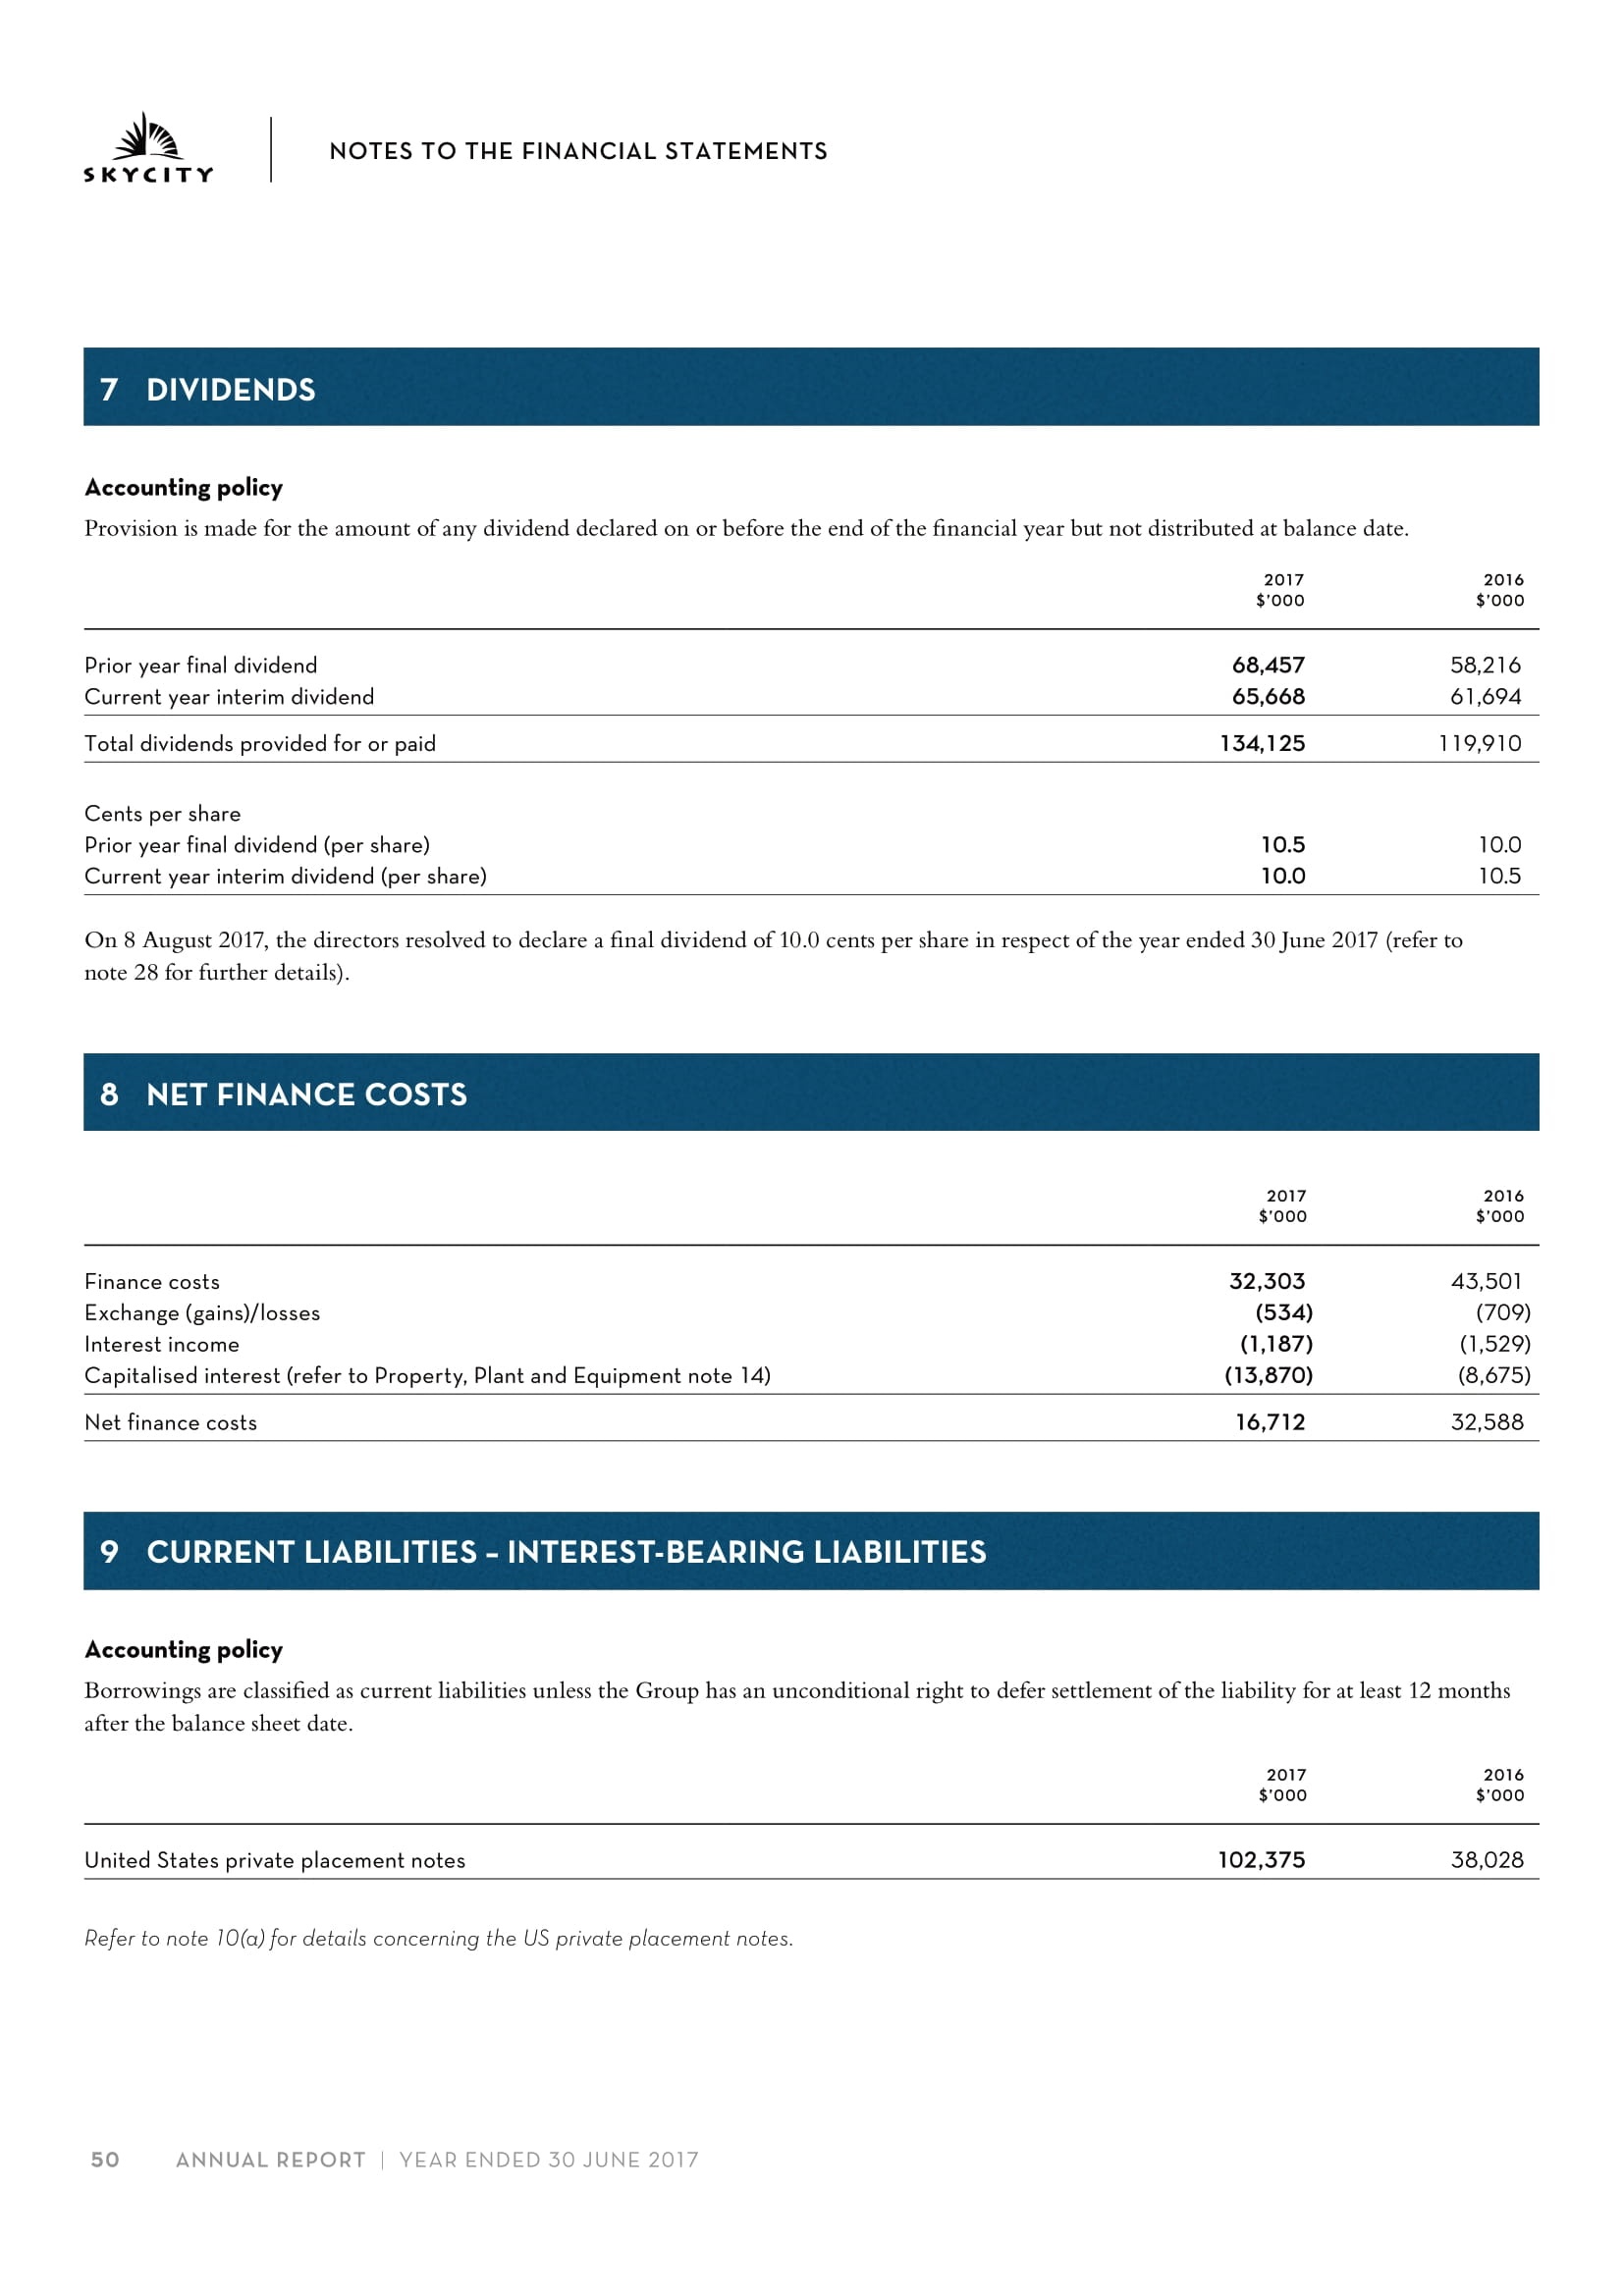 SKYCITY
NOTES TO THE FINANCIAL STATEMENTS
7 DIVIDENDS
Accounting policy
Provision is made for the amount of any dividend declared on or before the end of the financial year but not distributed at balance date.
2017 2016
$'000 $'000
Prior year final dividend 68,457 58,216
Current year interim dividend 65,668 61,694
Total dividends provided for or paid 134,125 119,910
Cents per share
Prior year final dividend (per share) 10.5 10.0
Current year interim dividend (per share) 10.0 10.5
On 8 August 2017, the directors resolved to declare a final dividend of 10.0 cents per share in respect of the year ended 30 June 2017 (refer to
note 28 for further details).
8 NET FINANCE COSTS
2017 2016
$'000 $'000
Finance costs 32,303 43,501
Exchange (gains)/losses (534) (709)
Interest income (1,187) (1,529)
Capitalised interest (refer to Property, Plant and Equipment note 14) (13,870) (8,675)
Net finance costs 16,712 32,588
9 CURRENT LIABILITIES – INTEREST-BEARING LIABILITIES
Accounting policy
Borrowings are classified as current liabilities unless the Group has an unconditional right to defer settlement of the liability for at least 12 months
after the balance sheet date.
2017 2016
$'000 $'000
United States private placement notes 102,375 38,028
Refer to note 10(a) for details concerning the US private placement notes.
50 ANNUAL REPORT | YEAR ENDED 30 JUNE 2017